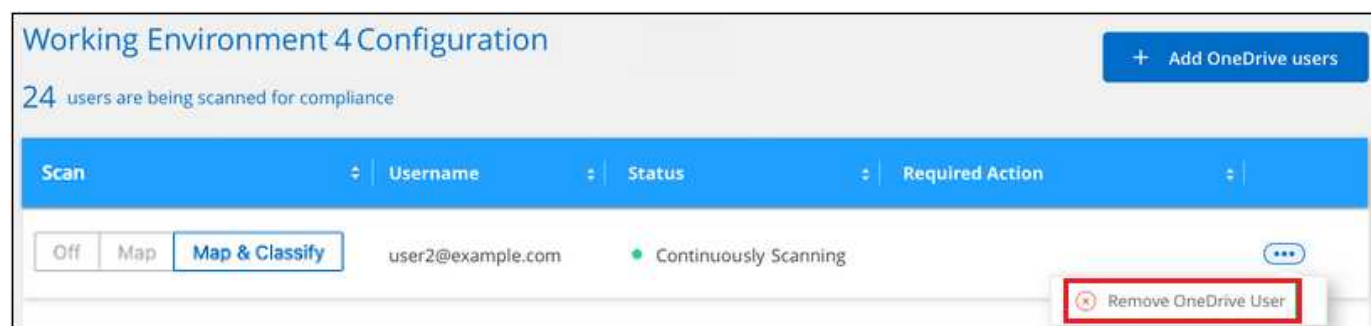 Working Environment 4 Configuration
+ Add OneDrive users
24 users are being scanned for compliance
Scan Username Status Required Action
Off Map Map & Classify user2@example.com Continuously Scanning
Remove OneDrive User